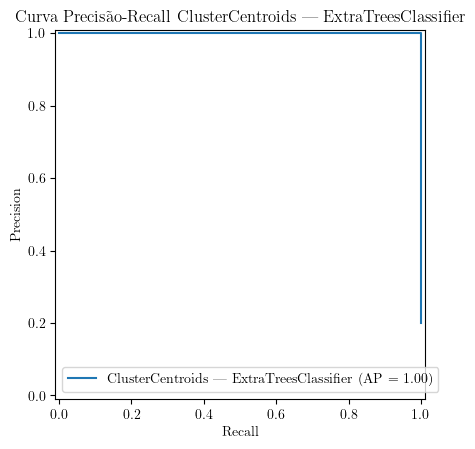 Curva Precisão-Recall ClusterCentroids — ExtraTreesClassifier
1.0
0.8
0.6
0.4
0.2
0.0
Precision
ClusterCentroids — ExtraTreesClassifier (AP = 1.00)
0.0 0.2 0.4 0.6 0.8 1.0
Recall